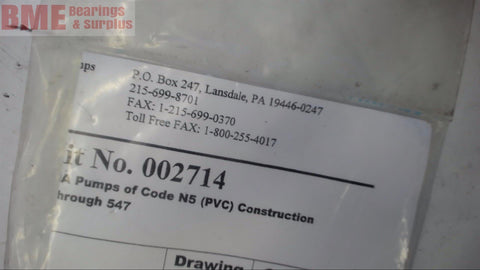 BME Bearings
& Surplus
P.O. Box 247, Lansdale, PA 19446-0247
215-699-8701
FAX: 1-215-699-0370
Toll Free FAX: 1-800-255-4017
it No. 002714
A Pumps of Code N5 (PVC) Construction
hrough 547
Drawing